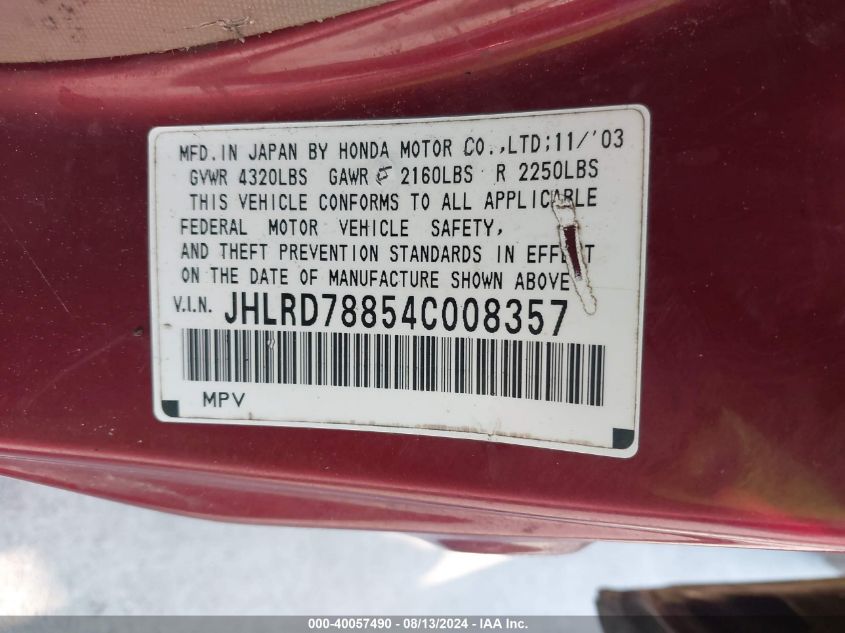 MFD. IN JAPAN BY HONDA MOTOR CO., LTD; 11/'03
GVWR 4320LBS GAWR F 2160LBS R 2250LBS
THIS VEHICLE CONFORMS TO ALL APPLICABLE
FEDERAL MOTOR VEHICLE SAFETY,
AND THEFT PREVENTION STANDARDS IN EFFECT
ON THE DATE OF MANUFACTURE SHOWN ABOVE
V.I.N. JHLRD78854C008357
MPV
000-40057490 - 08/13/2024 - IAA Inc.